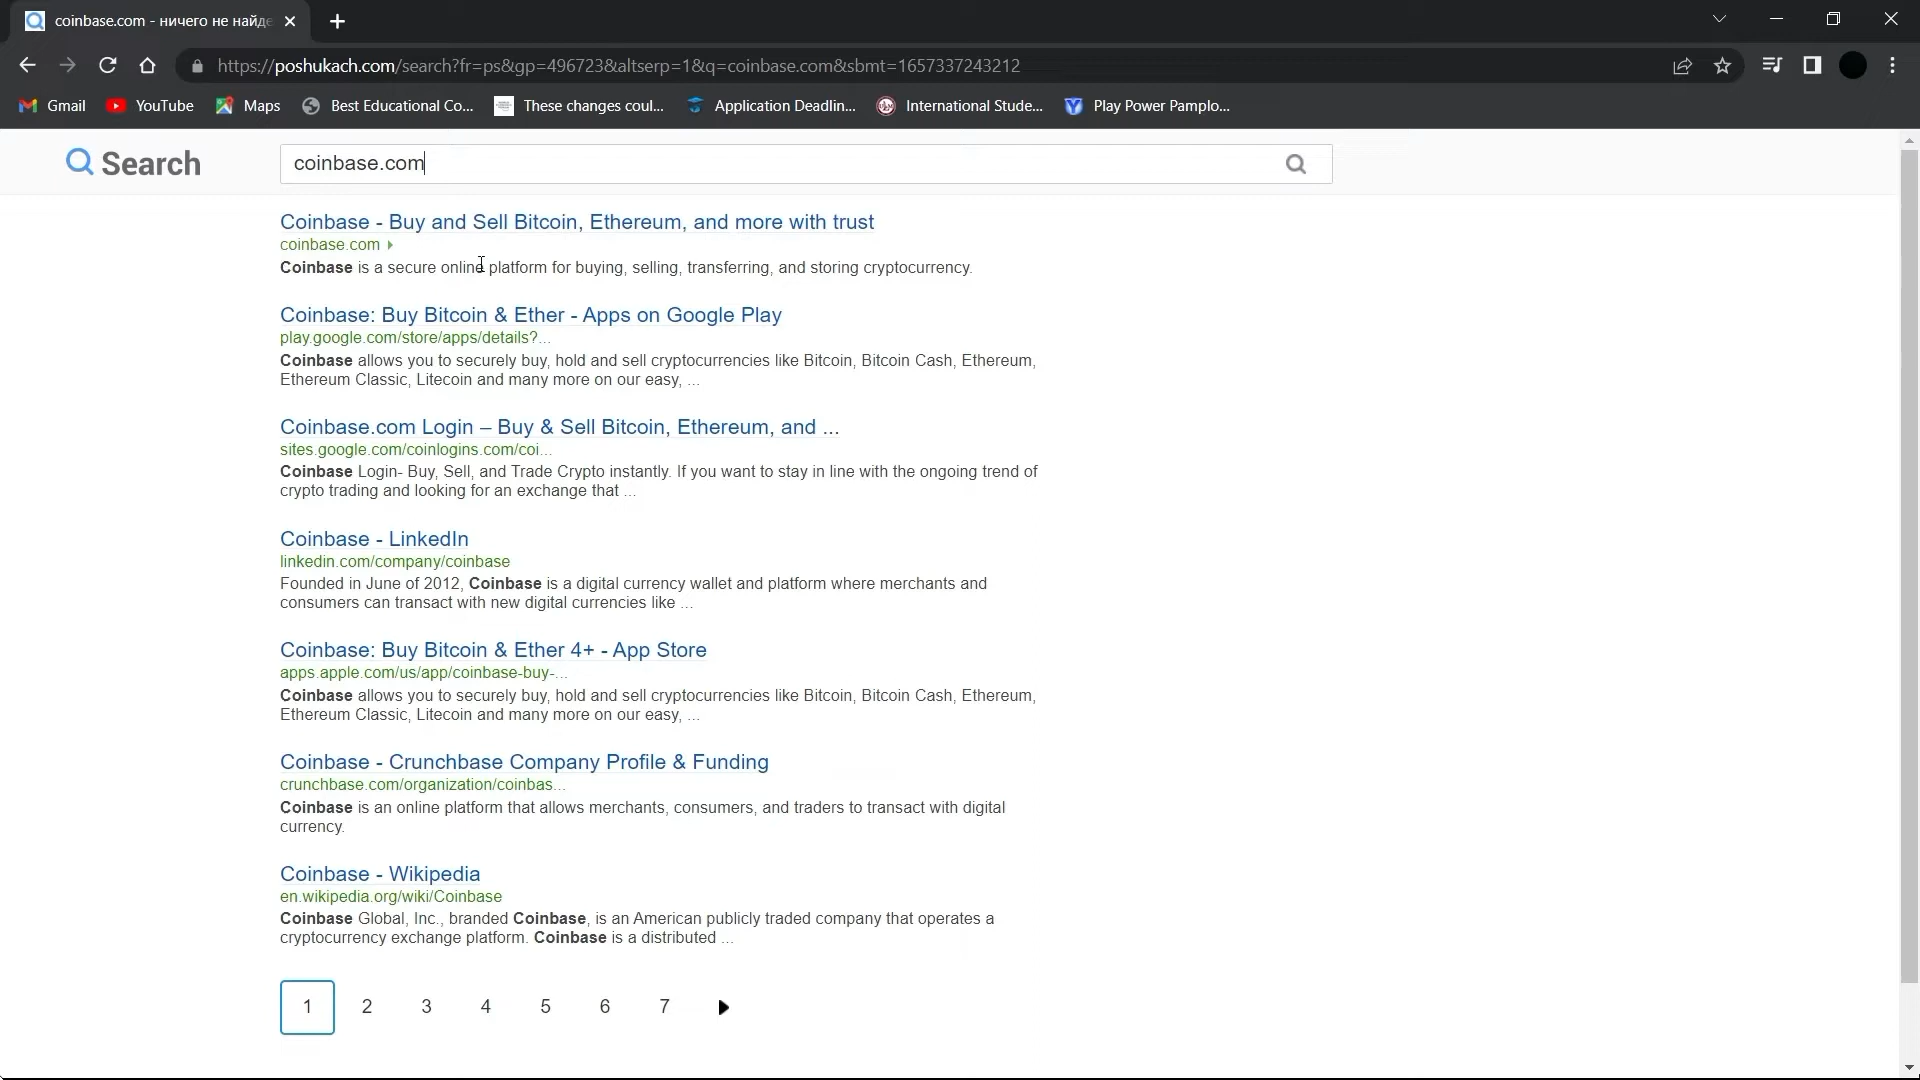 coinbase.com - ничего не найде
https://poshukach.com/search?fr=ps&gp=496723&altserp=1&q=coinbase.com&sbmt=1657337243212
Gmail YouTube Maps Best Educational Co... These changes coul... Application Deadlin... International Stude... Play Power Pamplo...
Search coinbase.com
Coinbase - Buy and Sell Bitcoin, Ethereum, and more with trust
coinbase.com
Coinbase is a secure online platform for buying, selling, transferring, and storing cryptocurrency.
Coinbase: Buy Bitcoin & Ether - Apps on Google Play
play.google.com/store/apps/details?...
Coinbase allows you to securely buy, hold and sell cryptocurrencies like Bitcoin, Bitcoin Cash, Ethereum,
Ethereum Classic, Litecoin and many more on our easy, ...
Coinbase.com Login – Buy & Sell Bitcoin, Ethereum, and ...
sites.google.com/coinlogins.com/coi...
Coinbase Login- Buy, Sell, and Trade Crypto instantly. If you want to stay in line with the ongoing trend of
crypto trading and looking for an exchange that ...
Coinbase - LinkedIn
linkedin.com/company/coinbase
Founded in June of 2012, Coinbase is a digital currency wallet and platform where merchants and
consumers can transact with new digital currencies like ...
Coinbase: Buy Bitcoin & Ether 4+ - App Store
apps.apple.com/us/app/coinbase-buy-...
Coinbase allows you to securely buy, hold and sell cryptocurrencies like Bitcoin, Bitcoin Cash, Ethereum,
Ethereum Classic, Litecoin and many more on our easy, ...
Coinbase - Crunchbase Company Profile & Funding
crunchbase.com/organization/coinbas...
Coinbase is an online platform that allows merchants, consumers, and traders to transact with digital
currency.
Coinbase - Wikipedia
en.wikipedia.org/wiki/Coinbase
Coinbase Global, Inc., branded Coinbase, is an American publicly traded company that operates a
cryptocurrency exchange platform. Coinbase is a distributed ...
1 2 3 4 5 6 7